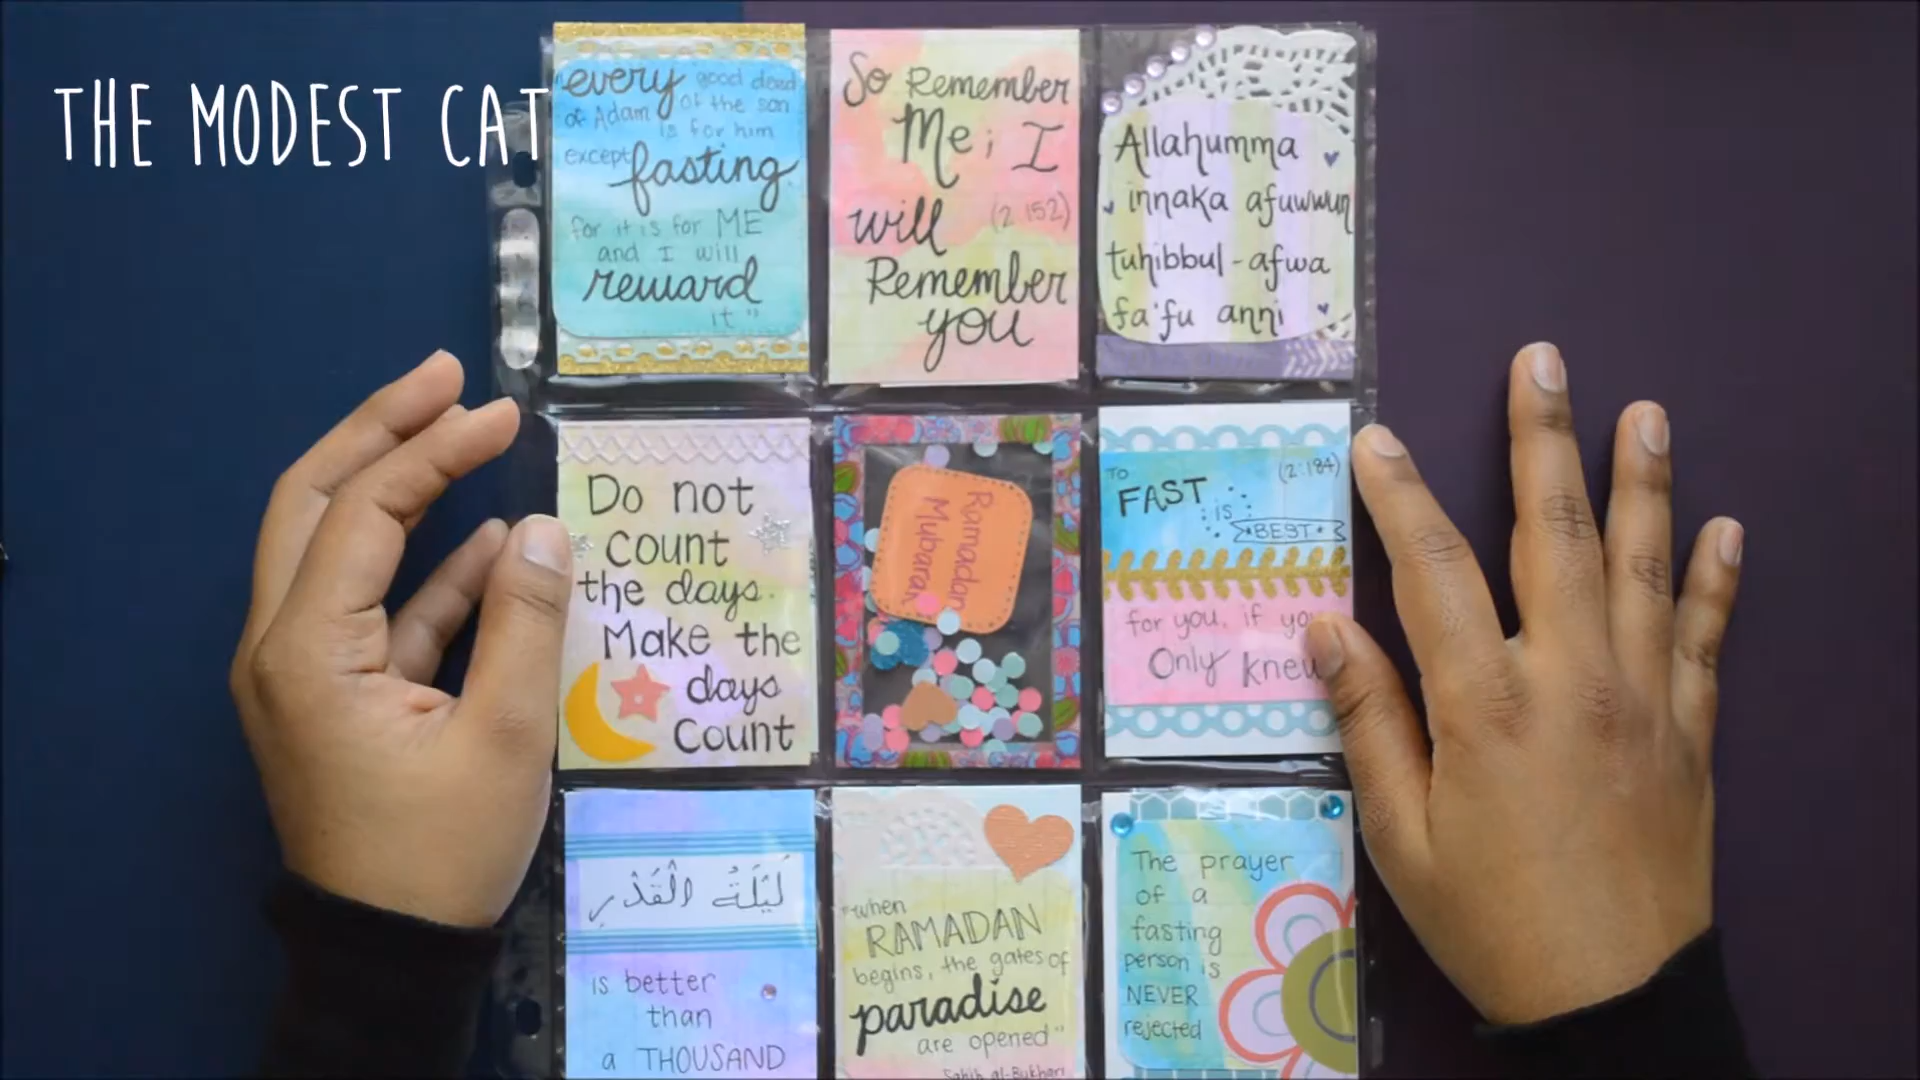 THE MODEST CAT
every good deed
of Adam of the son
is for him
except fasting
for it is for ME
and I will
reward
it"
So Remember
Me; I
will (2 152)
Remember
you
Allahumma
innaka afuwwun
tuhibbul-afwa
fa'fu anni
Do not
count
the days.
Make the
days
Count
Ramadan
Mubarak
TO (2:184)
FAST
IS
BEST
for you, if you
Only knew
لَيْلَةُ الْقَدْرِ
is better
than
a THOUSAND
"when
RAMADAN
begins, the gates of
paradise
are opened"
Sahih al-Bukhari
The prayer
of a
fasting
person is
NEVER
rejected